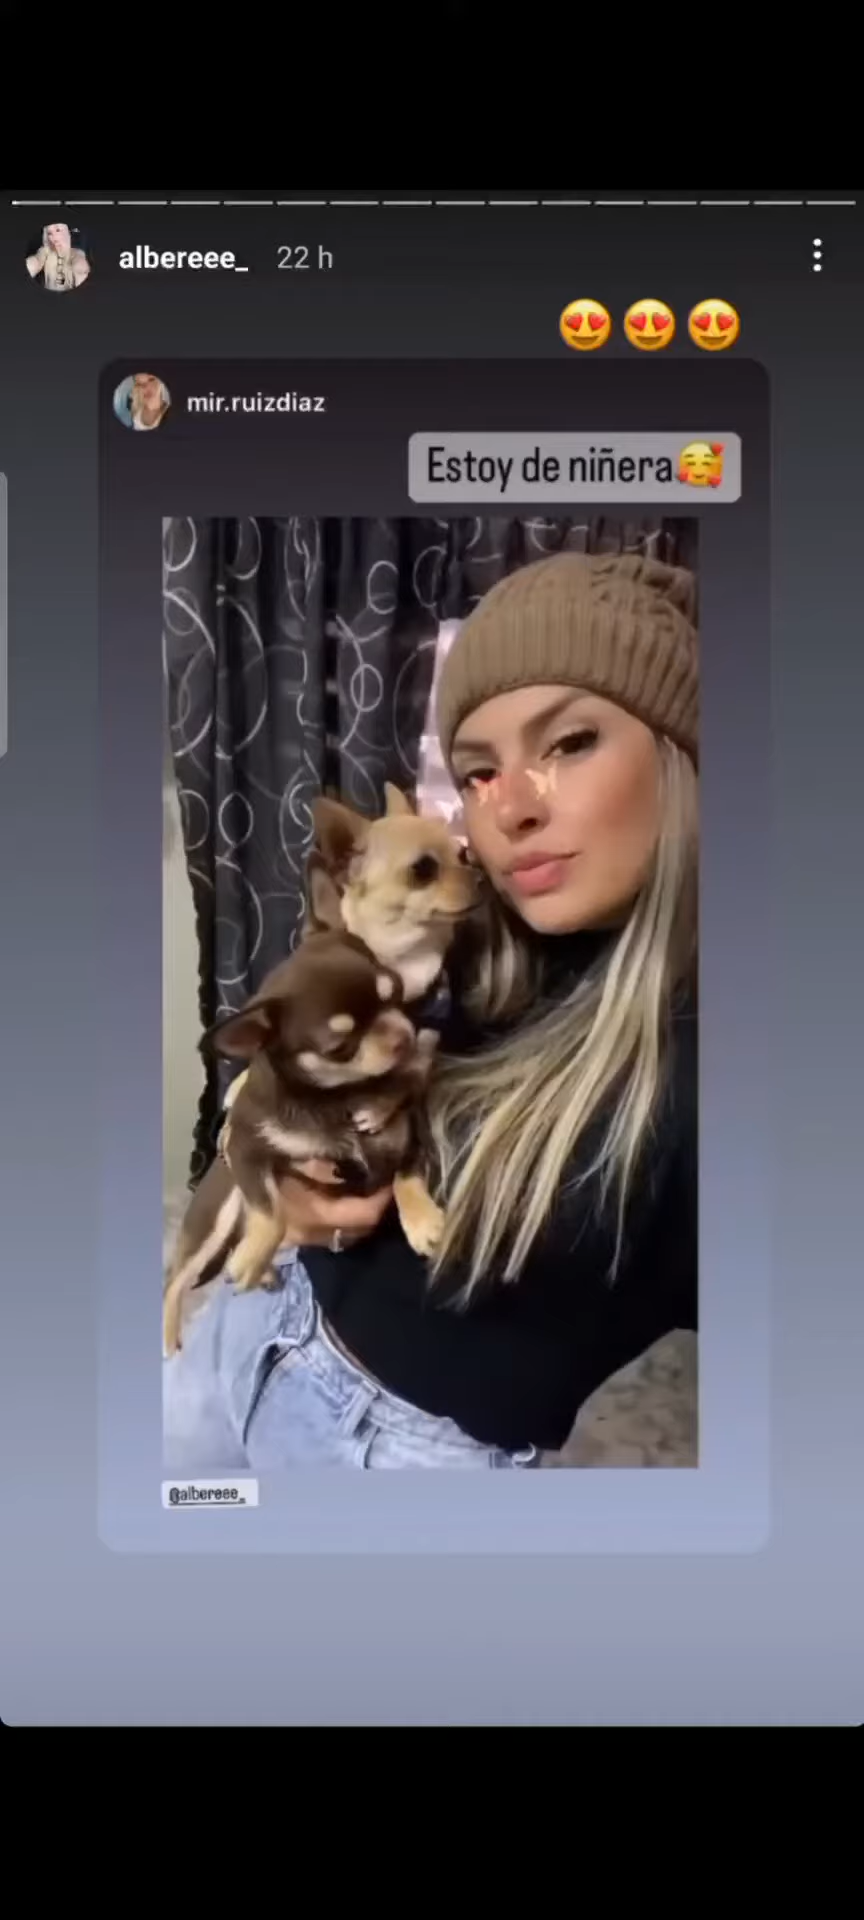 albereee_ 22 h
😍😍😍
mir.ruizdiaz
Estoy de niñera🥰
@albereee_